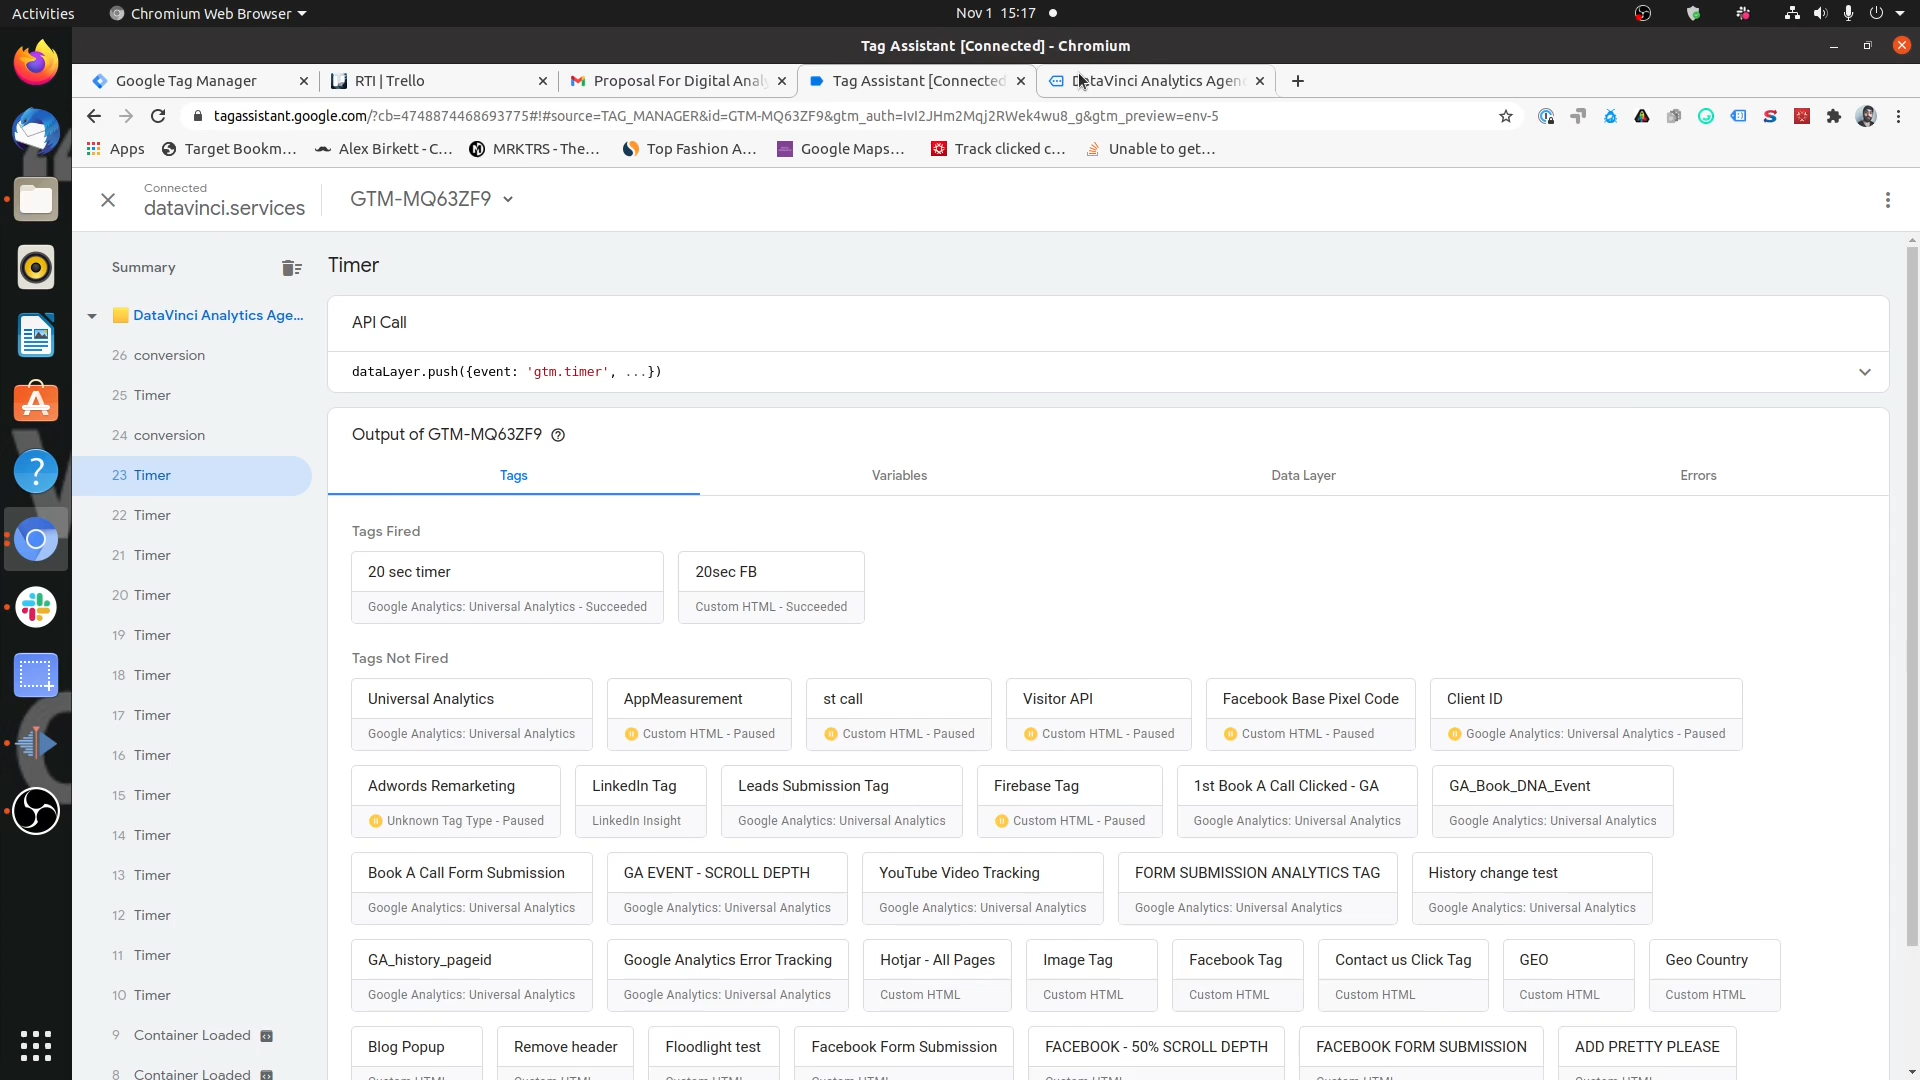 Activities
Chromium Web Browser
Nov 1 15:17
Tag Assistant [Connected] - Chromium
Google Tag Manager
RTI | Trello
Proposal For Digital Anal
Tag Assistant [Connected
DataVinci Analytics Agen
tagassistant.google.com/?cb=4748874468693775#!#source=TAG_MANAGER&id=GTM-MQ63ZF9&gtm_auth=IvI2JHm2Mqj2RWek4wu8_g&gtm_preview=env-5
Apps
Target Bookm...
Alex Birkett - C...
MRKTRS - The...
Top Fashion A...
Google Maps...
Track clicked c...
Unable to get...
Connected
datavinci.services
GTM-MQ63ZF9
Summary
DataVinci Analytics Age...
26 conversion
25 Timer
24 conversion
23 Timer
22 Timer
21 Timer
20 Timer
19 Timer
18 Timer
17 Timer
16 Timer
15 Timer
14 Timer
13 Timer
12 Timer
11 Timer
10 Timer
9 Container Loaded
8 Container Loaded
Timer
API Call
dataLayer.push({event: 'gtm.timer', ...})
Output of GTM-MQ63ZF9
Tags
Variables
Data Layer
Errors
Tags Fired
20 sec timer
Google Analytics: Universal Analytics - Succeeded
20sec FB
Custom HTML - Succeeded
Tags Not Fired
Universal Analytics
Google Analytics: Universal Analytics
AppMeasurement
Custom HTML - Paused
st call
Custom HTML - Paused
Visitor API
Custom HTML - Paused
Facebook Base Pixel Code
Custom HTML - Paused
Client ID
Google Analytics: Universal Analytics - Paused
Adwords Remarketing
Unknown Tag Type - Paused
LinkedIn Tag
LinkedIn Insight
Leads Submission Tag
Google Analytics: Universal Analytics
Firebase Tag
Custom HTML - Paused
1st Book A Call Clicked - GA
Google Analytics: Universal Analytics
GA_Book_DNA_Event
Google Analytics: Universal Analytics
Book A Call Form Submission
Google Analytics: Universal Analytics
GA EVENT - SCROLL DEPTH
Google Analytics: Universal Analytics
YouTube Video Tracking
Google Analytics: Universal Analytics
FORM SUBMISSION ANALYTICS TAG
Google Analytics: Universal Analytics
History change test
Google Analytics: Universal Analytics
GA_history_pageid
Google Analytics: Universal Analytics
Google Analytics Error Tracking
Google Analytics: Universal Analytics
Hotjar - All Pages
Custom HTML
Image Tag
Custom HTML
Facebook Tag
Custom HTML
Contact us Click Tag
Custom HTML
GEO
Custom HTML
Geo Country
Custom HTML
Blog Popup
Remove header
Floodlight test
Facebook Form Submission
FACEBOOK - 50% SCROLL DEPTH
FACEBOOK FORM SUBMISSION
ADD PRETTY PLEASE